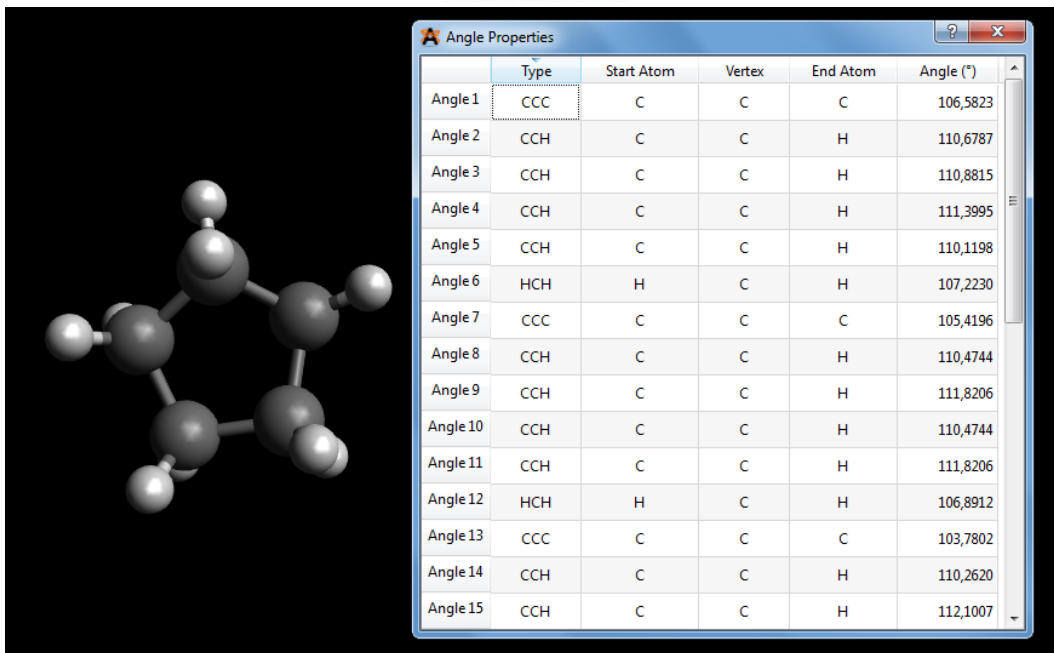 Angle Properties
Type Start Atom Vertex End Atom Angle (°)
Angle 1 CCC C C C 106,5823
Angle 2 CCH C C H 110,6787
Angle 3 CCH C C H 110,8815
Angle 4 CCH C C H 111,3995
Angle 5 CCH C C H 110,1198
Angle 6 HCH H C H 107,2230
Angle 7 CCC C C C 105,4196
Angle 8 CCH C C H 110,4744
Angle 9 CCH C C H 111,8206
Angle 10 CCH C C H 110,4744
Angle 11 CCH C C H 111,8206
Angle 12 HCH H C H 106,8912
Angle 13 CCC C C C 103,7802
Angle 14 CCH C C H 110,2620
Angle 15 CCH C C H 112,1007